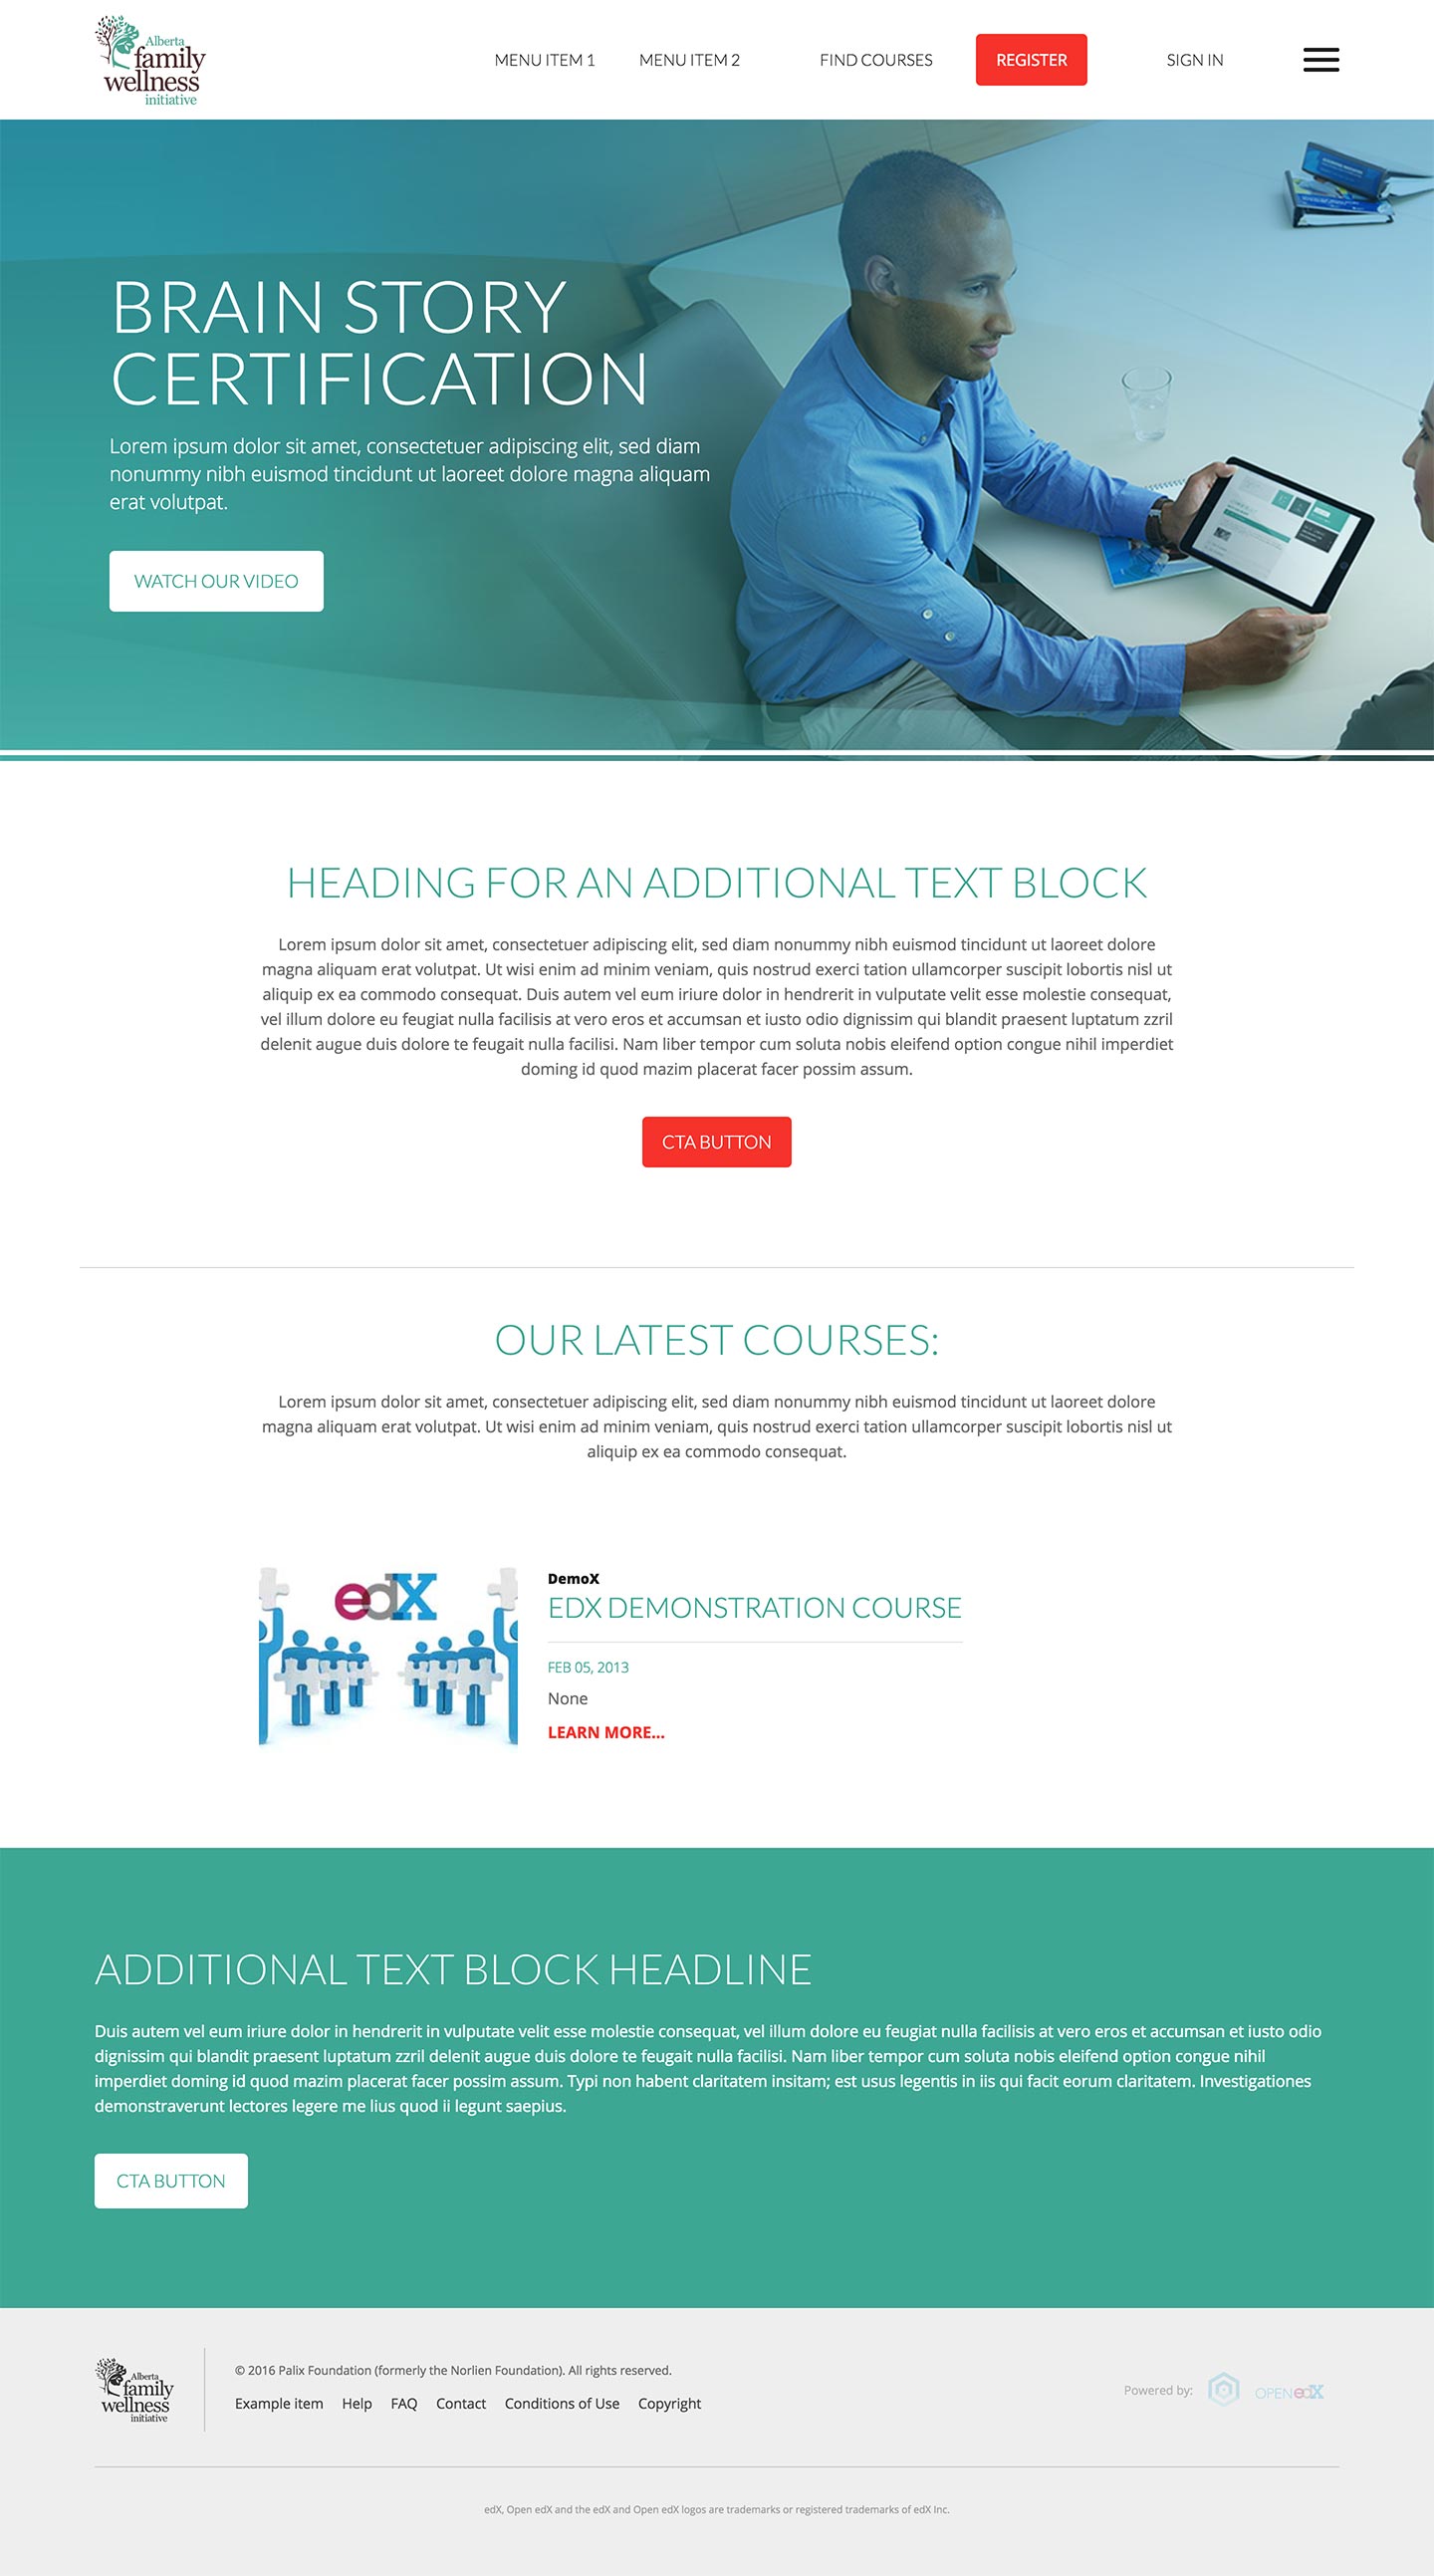 Alberta
family
wellness
initiative
MENU ITEM 1
MENU ITEM 2
FIND COURSES
REGISTER
SIGN IN
BRAIN STORY
CERTIFICATION
Lorem ipsum dolor sit amet, consectetuer adipiscing elit, sed diam
nonummy nibh euismod tincidunt ut laoreet dolore magna aliquam
erat volutpat.
WATCH OUR VIDEO
HEADING FOR AN ADDITIONAL TEXT BLOCK
Lorem ipsum dolor sit amet, consectetuer adipiscing elit, sed diam nonummy nibh euismod tincidunt ut laoreet dolore
magna aliquam erat volutpat. Ut wisi enim ad minim veniam, quis nostrud exerci tation ullamcorper suscipit lobortis nisl ut
aliquip ex ea commodo consequat. Duis autem vel eum iriure dolor in hendrerit in vulputate velit esse molestie consequat,
vel illum dolore eu feugiat nulla facilisis at vero eros et accumsan et iusto odio dignissim qui blandit praesent luptatum zzril
delenit augue duis dolore te feugait nulla facilisi. Nam liber tempor cum soluta nobis eleifend option congue nihil imperdiet
doming id quod mazim placerat facer possim assum.
CTA BUTTON
OUR LATEST COURSES:
Lorem ipsum dolor sit amet, consectetuer adipiscing elit, sed diam nonummy nibh euismod tincidunt ut laoreet dolore
magna aliquam erat volutpat. Ut wisi enim ad minim veniam, quis nostrud exerci tation ullamcorper suscipit lobortis nisl ut
aliquip ex ea commodo consequat.
edX
DemoX
EDX DEMONSTRATION COURSE
FEB 05, 2013
None
LEARN MORE...
ADDITIONAL TEXT BLOCK HEADLINE
Duis autem vel eum iriure dolor in hendrerit in vulputate velit esse molestie consequat, vel illum dolore eu feugiat nulla facilisis at vero eros et accumsan et iusto odio
dignissim qui blandit praesent luptatum zzril delenit augue duis dolore te feugait nulla facilisi. Nam liber tempor cum soluta nobis eleifend option congue nihil
imperdiet doming id quod mazim placerat facer possim assum. Typi non habent claritatem insitam; est usus legentis in iis qui facit eorum claritatem. Investigationes
demonstraverunt lectores legere me lius quod ii legunt saepius.
CTA BUTTON
Alberta
family
wellness
initiative
© 2016 Palix Foundation (formerly the Norlien Foundation). All rights reserved.
Example item Help FAQ Contact Conditions of Use Copyright
Powered by:
OPEN edX
edX, Open edX and the edX and Open edX logos are trademarks or registered trademarks of edX Inc.